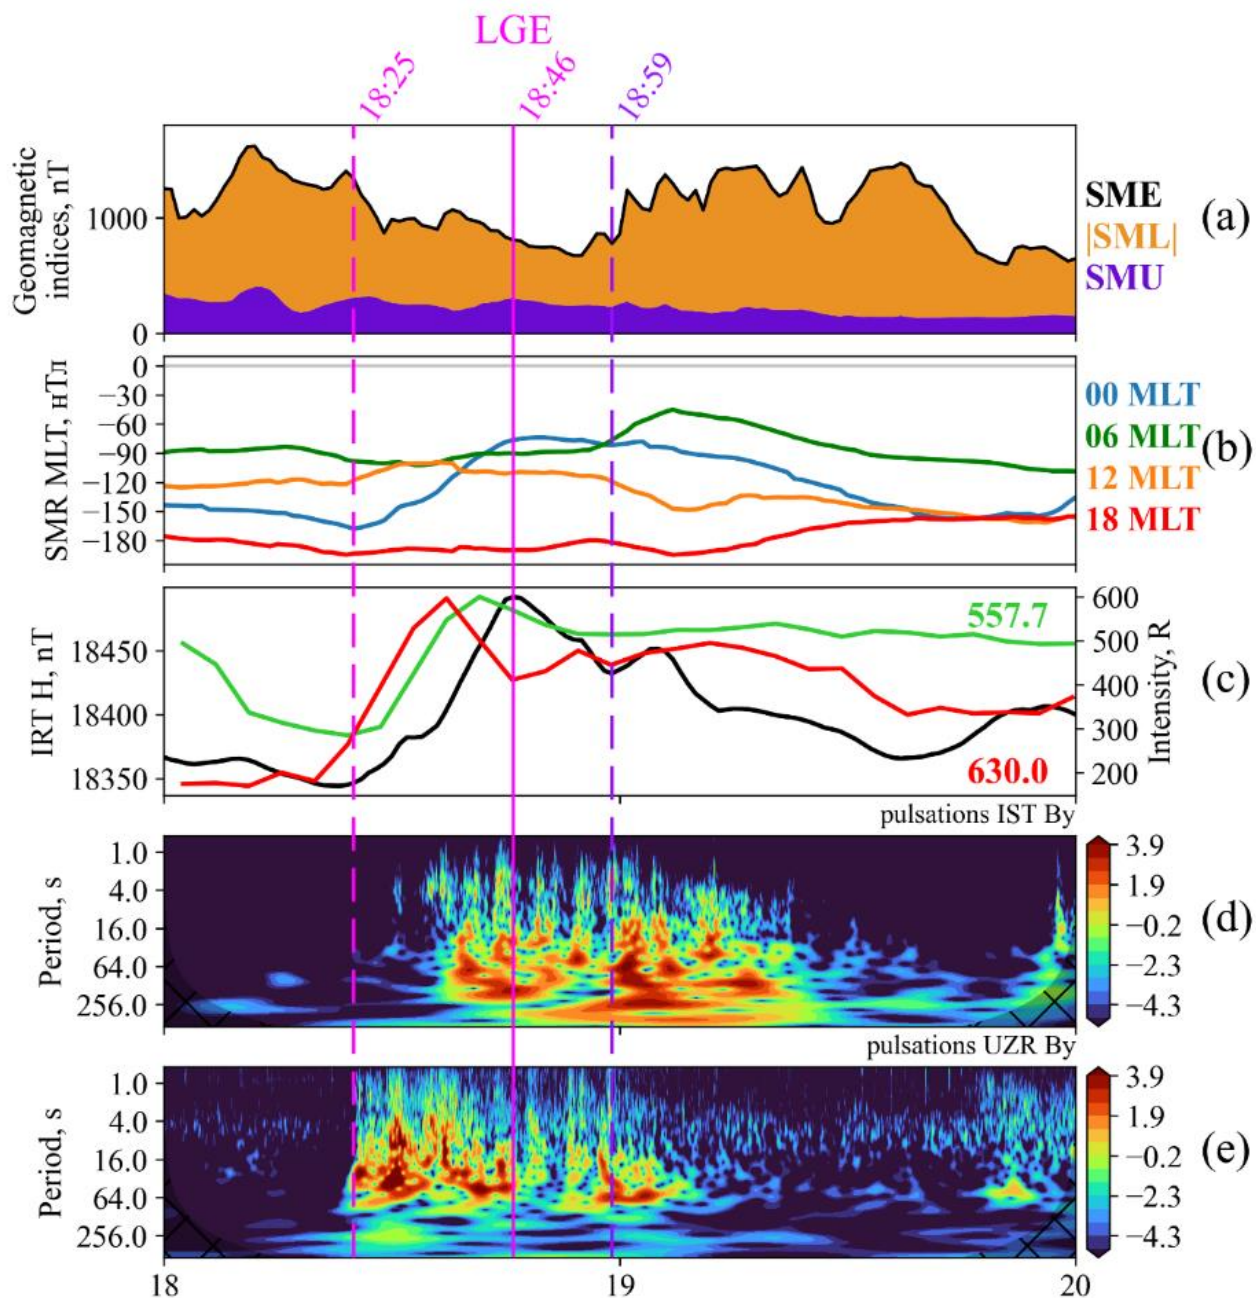 LGE
18:25
18:46
18:59
Geomagnetic
indices, nT
1000
0
SME
|SML|
SMU
(a)
SMR MLT, нТл
0
−30
−60
−90
−120
−150
−180
00 MLT
06 MLT
12 MLT
18 MLT
(b)
IRT H, nT
18450
18400
18350
557.7
630.0
600
500
400
300
200
Intensity, R
(c)
pulsations IST By
Period, s
1.0
4.0
16.0
64.0
256.0
3.9
1.9
−0.2
−2.3
−4.3
(d)
pulsations UZR By
Period, s
1.0
4.0
16.0
64.0
256.0
3.9
1.9
−0.2
−2.3
−4.3
(e)
18
19
20